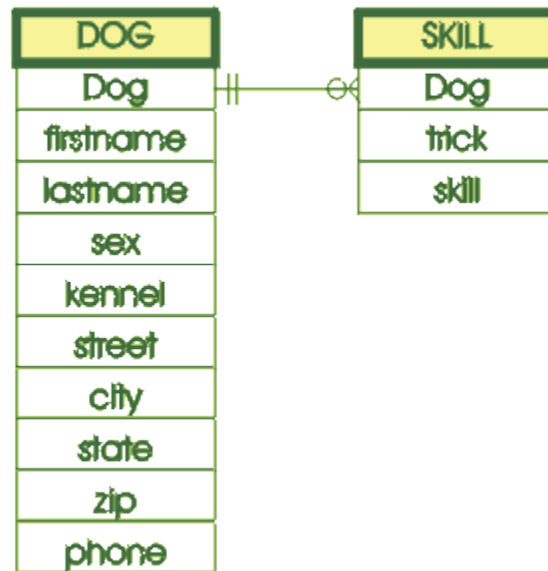 DOG
Dog
firstname
lastname
sex
kennel
street
city
state
zip
phone
SKILL
Dog
trick
skill